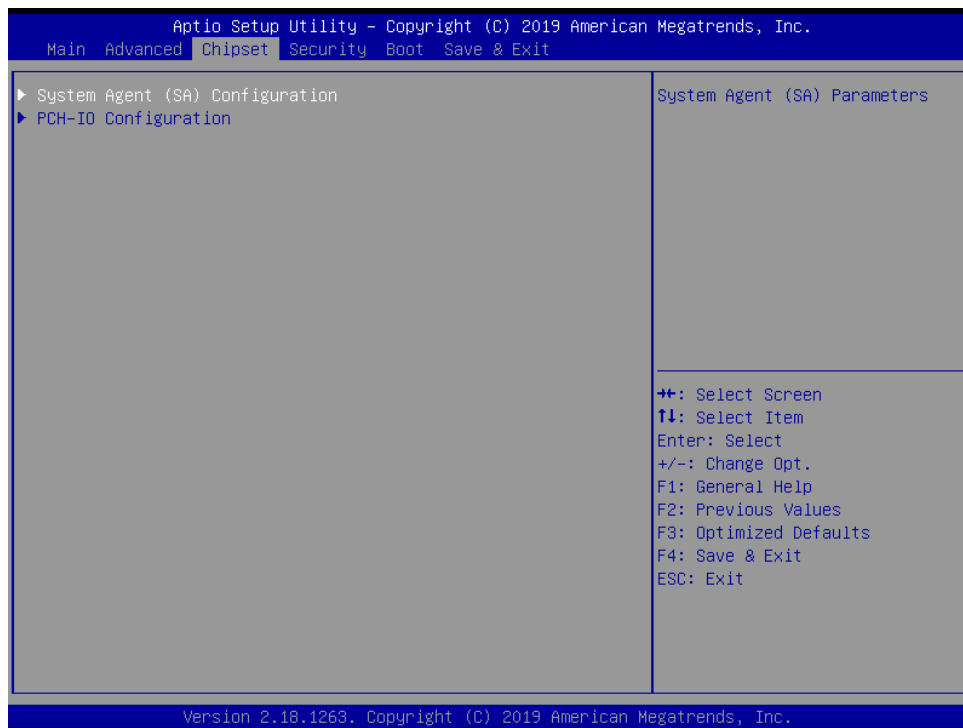 Aptio Setup Utility – Copyright (C) 2019 American Megatrends, Inc.
Main Advanced Chipset Security Boot Save & Exit
▶ System Agent (SA) Configuration
▶ PCH-IO Configuration
System Agent (SA) Parameters
→←: Select Screen
↑↓: Select Item
Enter: Select
+/-: Change Opt.
F1: General Help
F2: Previous Values
F3: Optimized Defaults
F4: Save & Exit
ESC: Exit
Version 2.18.1263. Copyright (C) 2019 American Megatrends, Inc.